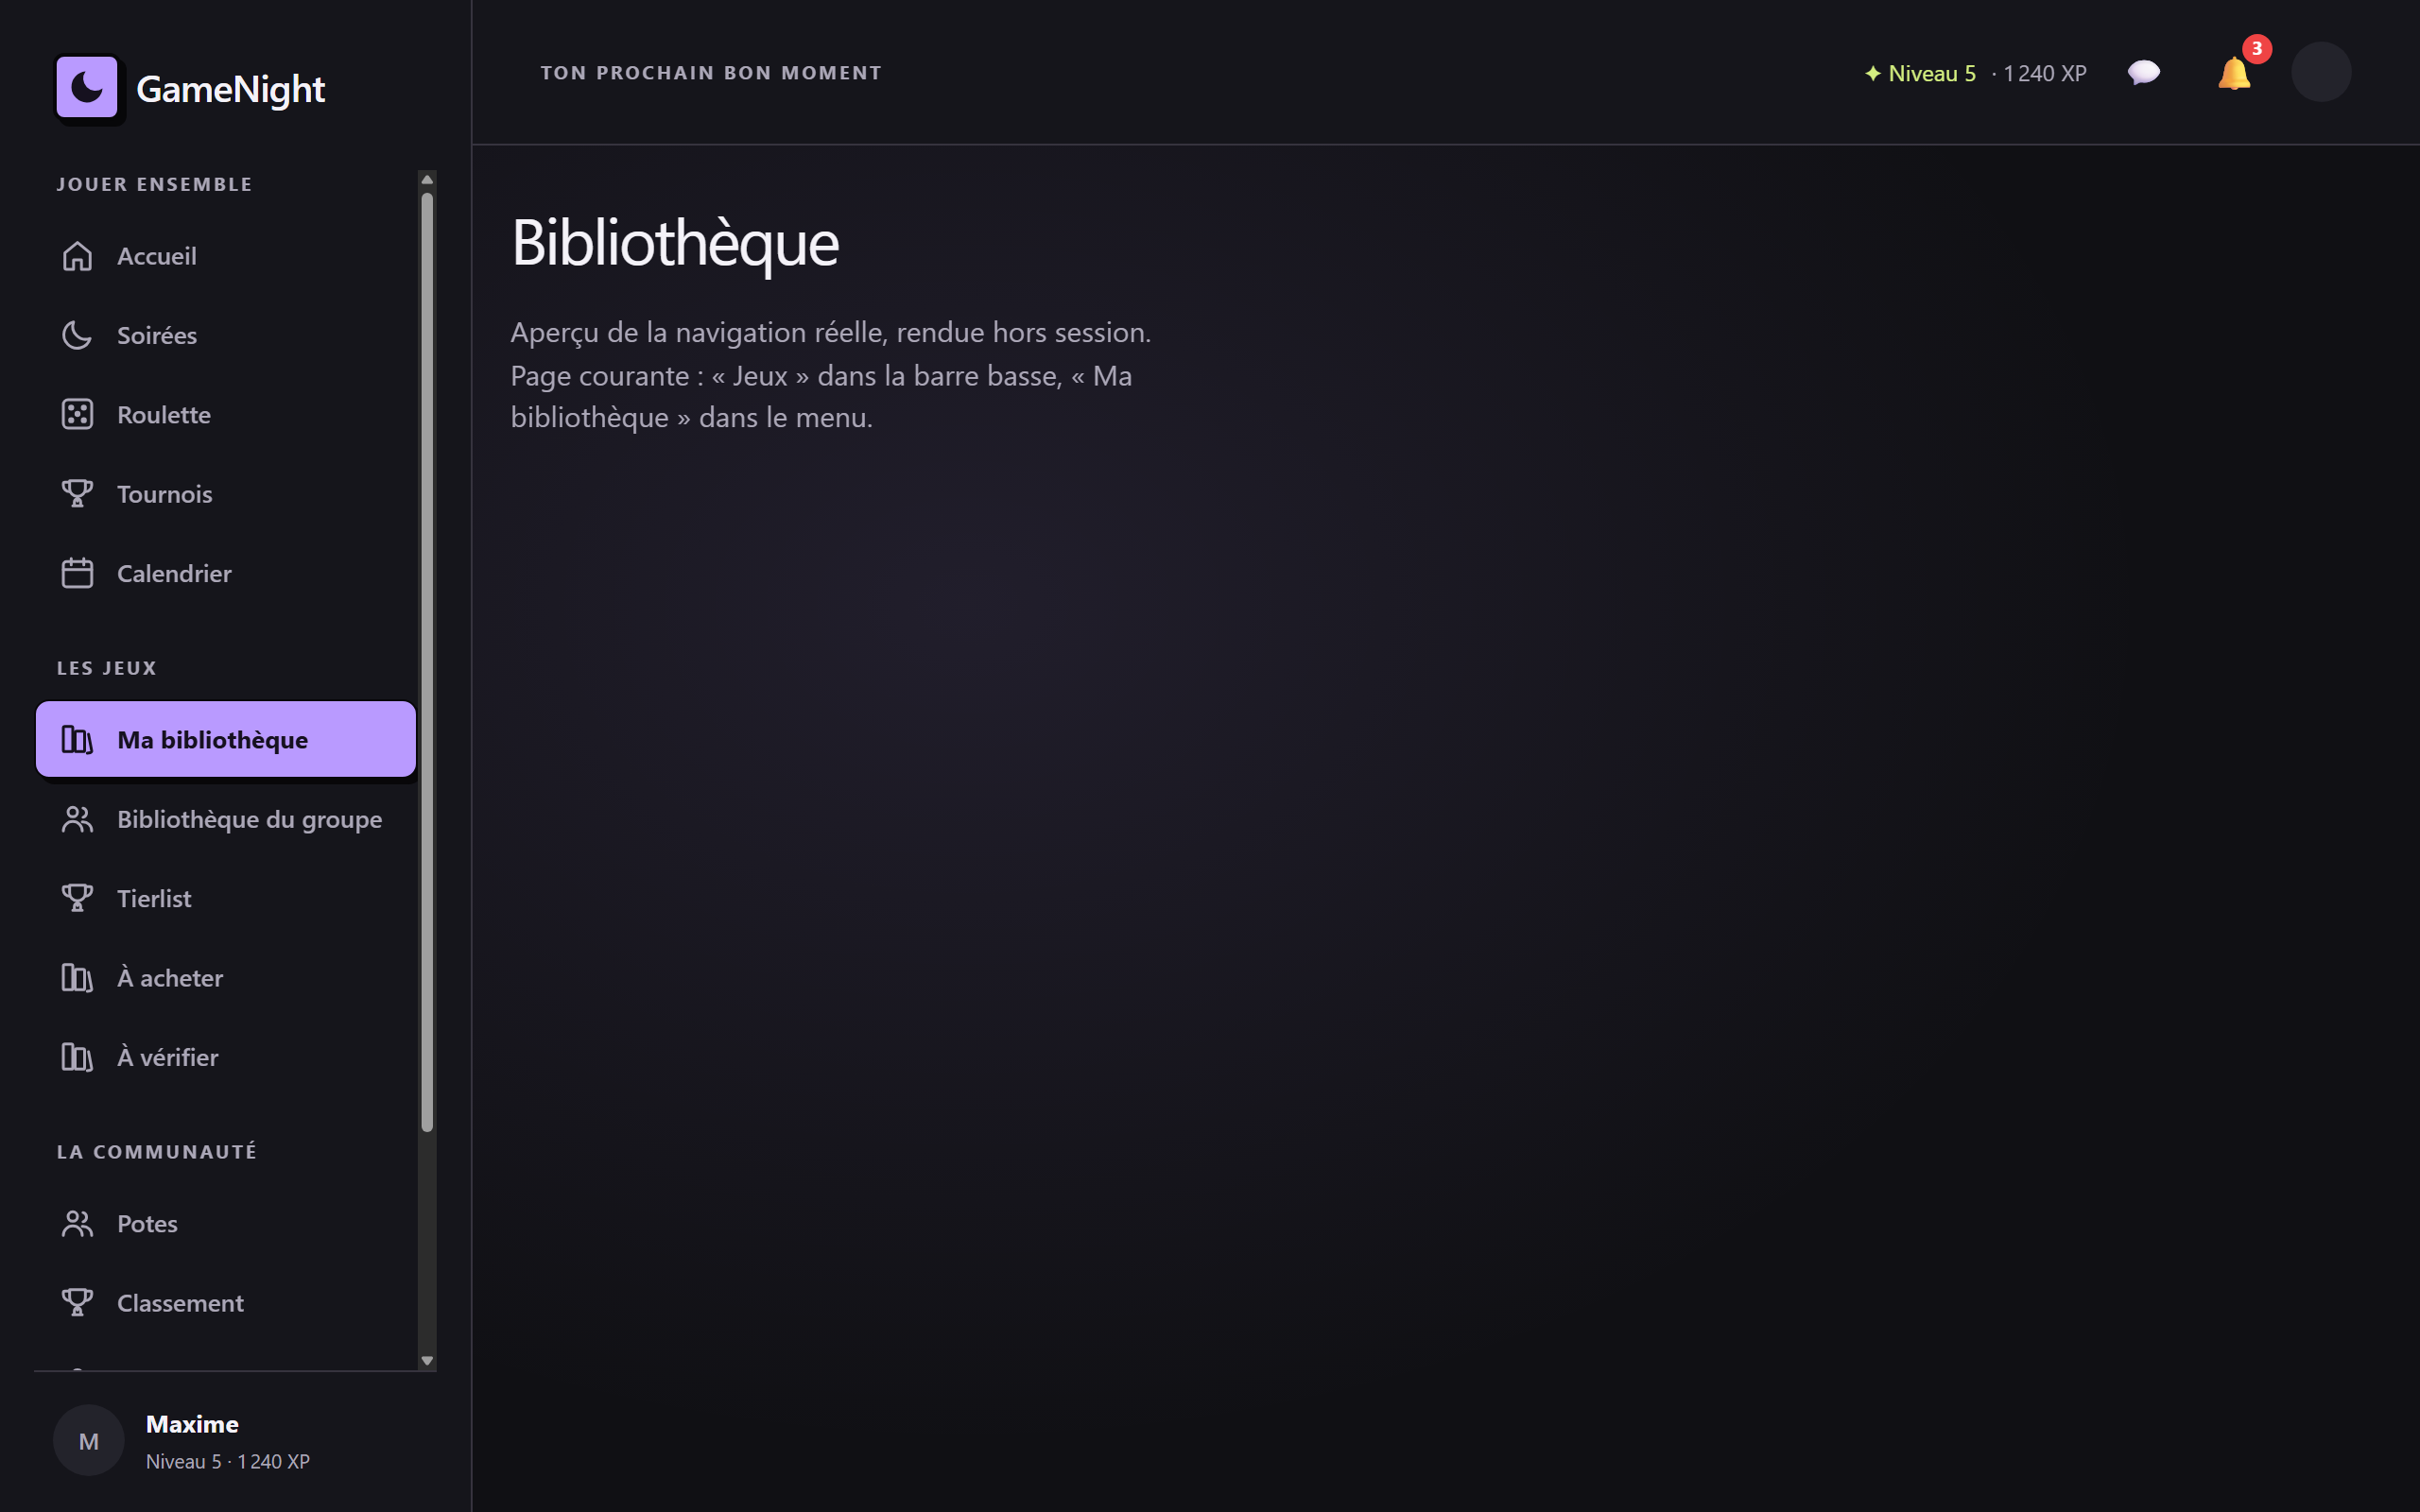 GameNight
JOUER ENSEMBLE
Accueil
Soirées
Roulette
Tournois
Calendrier
LES JEUX
Ma bibliothèque
Bibliothèque du groupe
Tierlist
À acheter
À vérifier
LA COMMUNAUTÉ
Potes
Classement
M
Maxime
Niveau 5 · 1 240 XP
TON PROCHAIN BON MOMENT
Niveau 5 · 1 240 XP
3
Bibliothèque
Aperçu de la navigation réelle, rendue hors session.
Page courante : « Jeux » dans la barre basse, « Ma
bibliothèque » dans le menu.